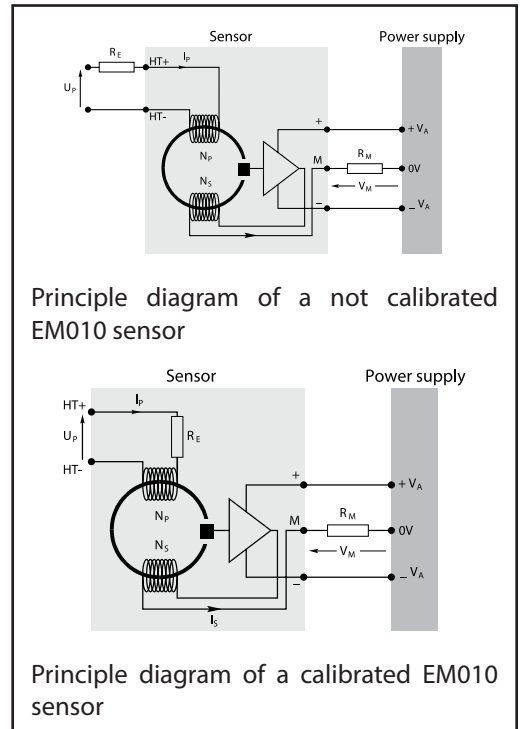 Sensor Power supply
R_E HT+ I_P
U_P + + V_A
HT-
N_P M R_M 0V
N_S V_M
− − V_A
Principle diagram of a not calibrated
EM010 sensor
Sensor Power supply
HT+ I_P
U_P R_E
HT-
+ + V_A
N_P M R_M 0V
N_S V_M
− − V_A
I_S
Principle diagram of a calibrated EM010
sensor